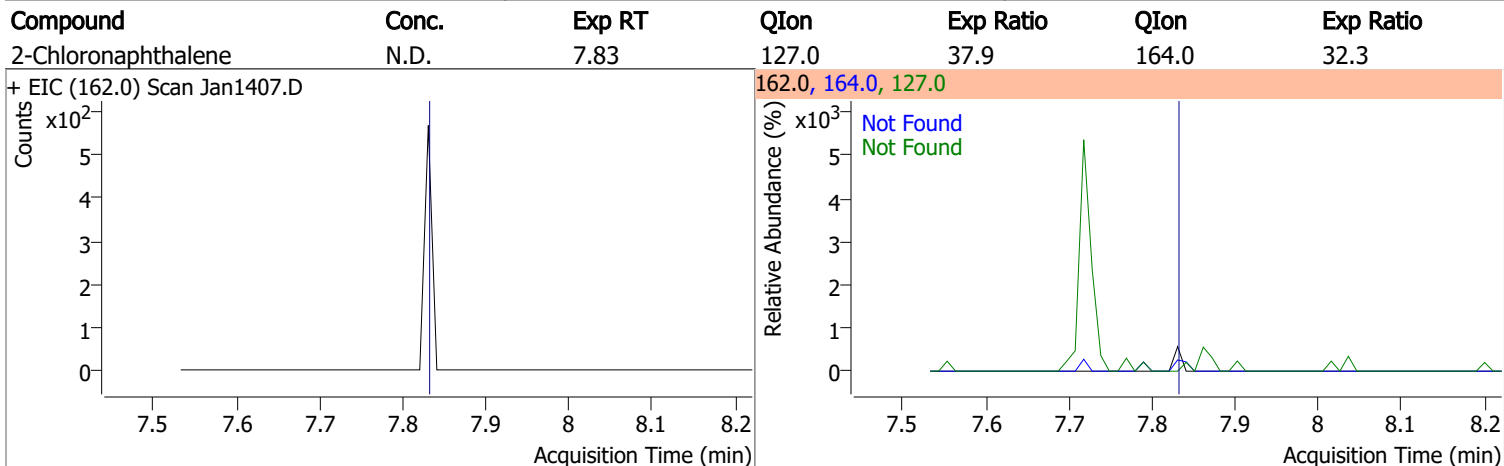 Compound Conc. Exp RT QIon Exp Ratio QIon Exp Ratio
2-Chloronaphthalene N.D. 7.83 127.0 37.9 164.0 32.3
+ EIC (162.0) Scan Jan1407.D
Counts
x10²
5
4
3
2
1
0
7.5 7.6 7.7 7.8 7.9 8 8.1 8.2
Acquisition Time (min)
162.0, 164.0, 127.0
Relative Abundance (%)
x10³
Not Found
Not Found
5
4
3
2
1
0
7.5 7.6 7.7 7.8 7.9 8 8.1 8.2
Acquisition Time (min)